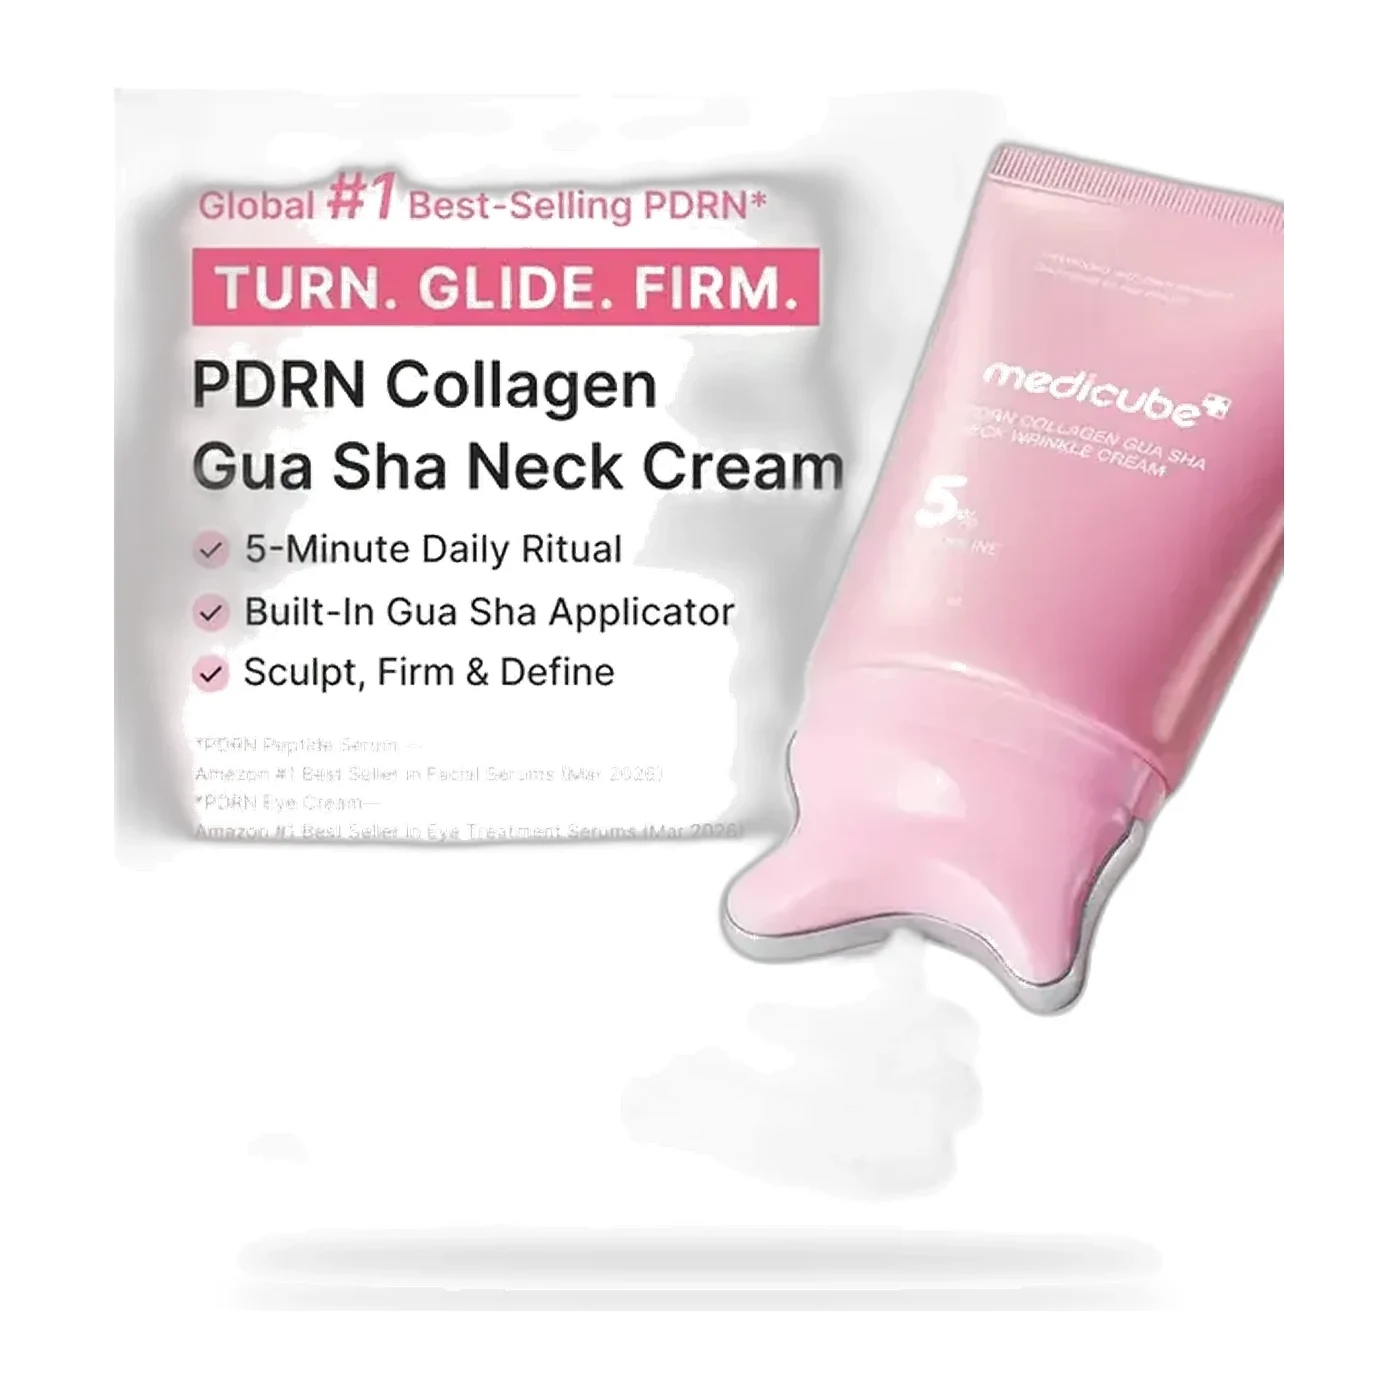 Global #1 Best-Selling PDRN*
TURN. GLIDE. FIRM.
PDRN Collagen
Gua Sha Neck Cream
5-Minute Daily Ritual
Built-In Gua Sha Applicator
Sculpt, Firm & Define
*PDRN Peptide Serum —
Amazon #1 Best Seller in Facial Serums (Mar 2026)
*PDRN Eye Cream—
Amazon #1 Best Seller in Eye Treatment Serums (Mar 2026)
medicube
COLLAGEN GUA SHA
WRINKLE CREAM
5%